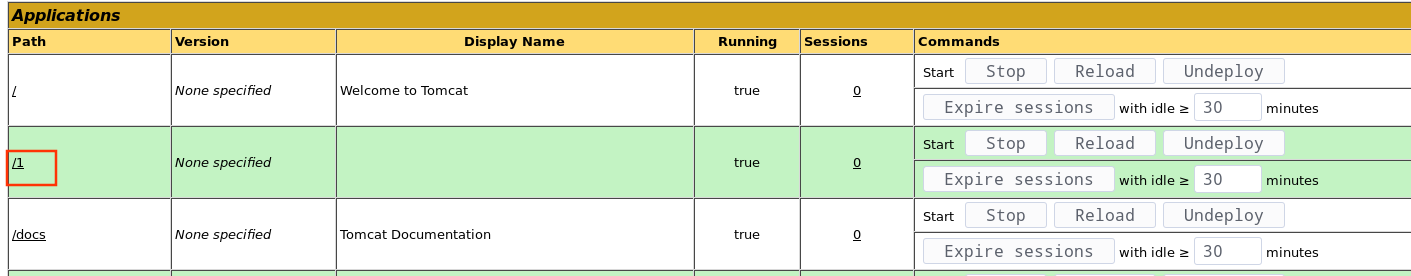 Applications
Path Version Display Name Running Sessions Commands
/ None specified Welcome to Tomcat true 0 Start Stop Reload Undeploy
Expire sessions with idle ≥ 30 minutes
/1 None specified true 0 Start Stop Reload Undeploy
Expire sessions with idle ≥ 30 minutes
/docs None specified Tomcat Documentation true 0 Start Stop Reload Undeploy
Expire sessions with idle ≥ 30 minutes